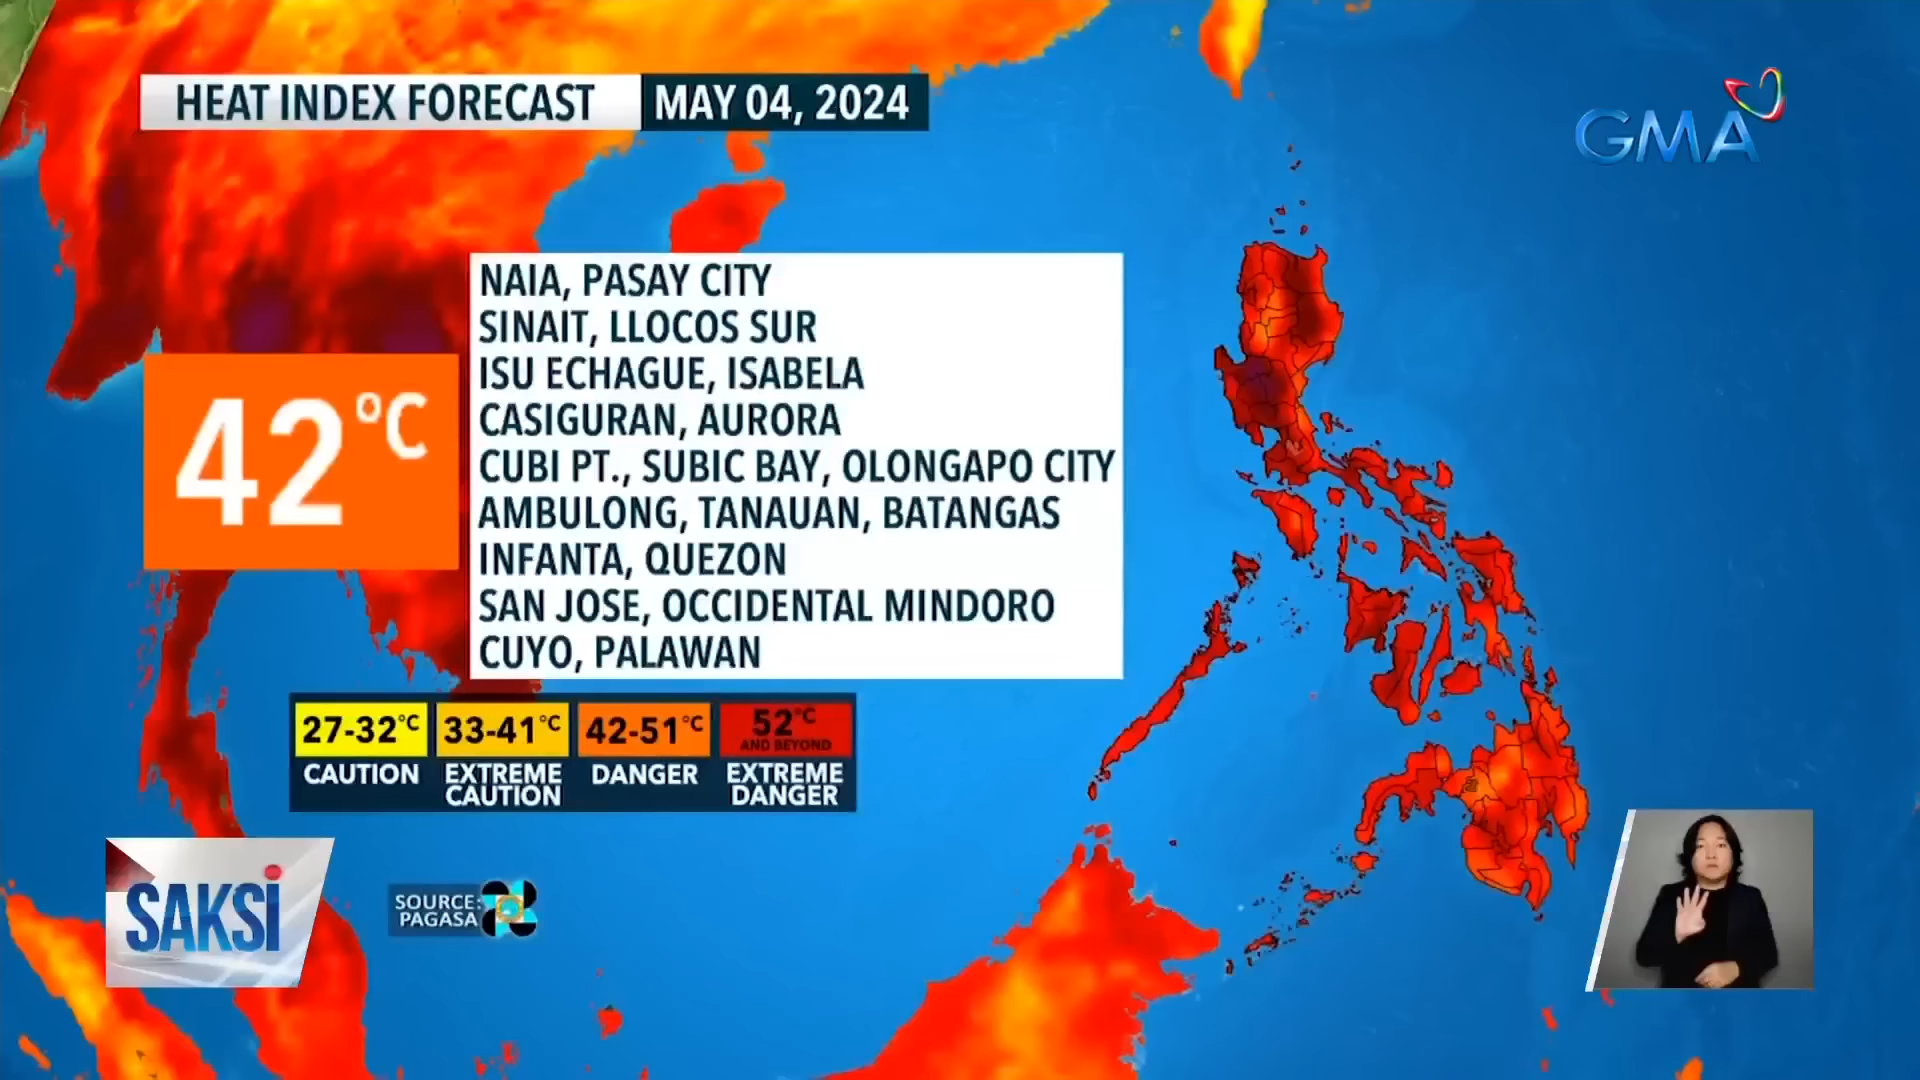 HEAT INDEX FORECAST MAY 04, 2024
GMA
42°C
NAIA, PASAY CITY
SINAIT, LLOCOS SUR
ISU ECHAGUE, ISABELA
CASIGURAN, AURORA
CUBI PT., SUBIC BAY, OLONGAPO CITY
AMBULONG, TANAUAN, BATANGAS
INFANTA, QUEZON
SAN JOSE, OCCIDENTAL MINDORO
CUYO, PALAWAN
27-32°C
CAUTION
33-41°C
EXTREME
CAUTION
42-51°C
DANGER
52°C
AND BEYOND
EXTREME
DANGER
SAKSi
SOURCE:
PAGASA